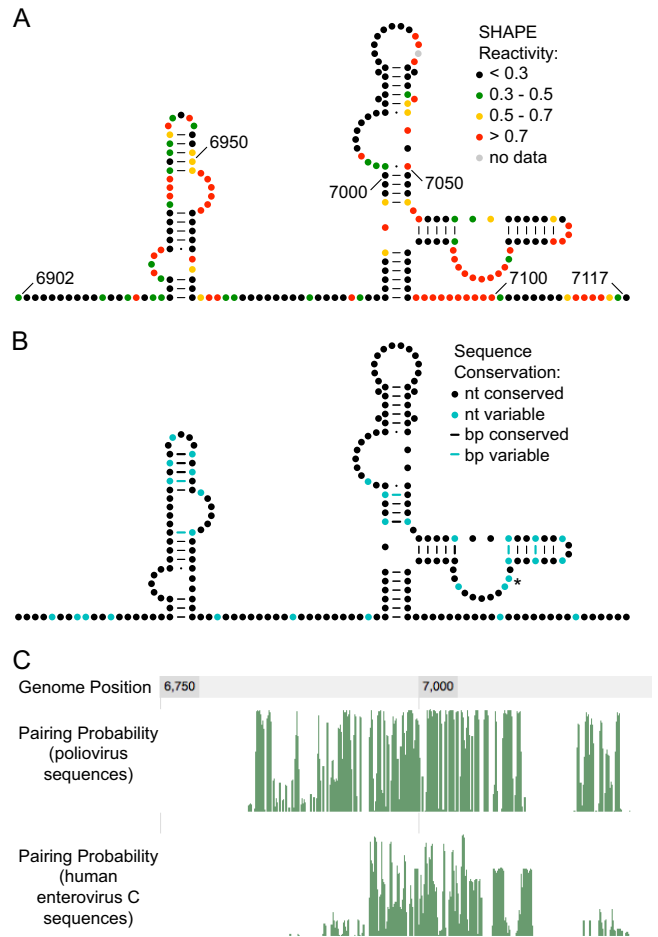 A
SHAPE
Reactivity:
< 0.3
0.3 - 0.5
0.5 - 0.7
> 0.7
no data
6950
7000
7050
6902
7100
7117
B
Sequence
Conservation:
nt conserved
nt variable
bp conserved
bp variable
*
C
Genome Position
6,750
7,000
Pairing Probability
(poliovirus
sequences)
Pairing Probability
(human
enterovirus C
sequences)